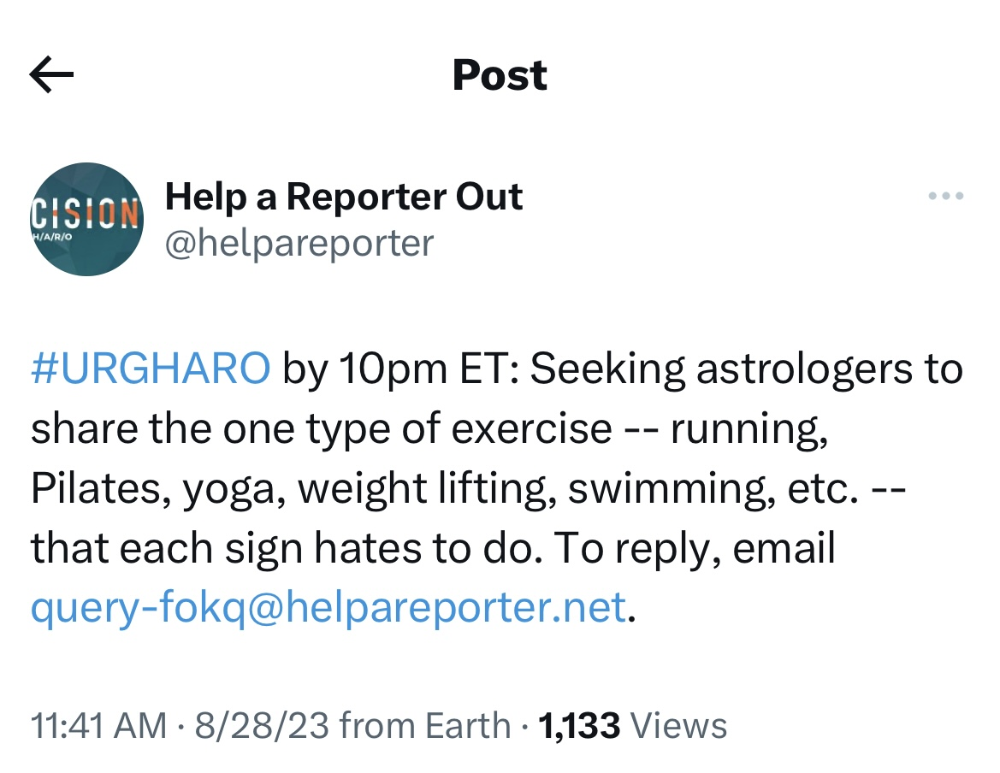 Post
CISION
H/A/R/O
Help a Reporter Out
@helpareporter
#URGHARO by 10pm ET: Seeking astrologers to
share the one type of exercise -- running,
Pilates, yoga, weight lifting, swimming, etc. --
that each sign hates to do. To reply, email
query-fokq@helpareporter.net.
11:41 AM · 8/28/23 from Earth · 1,133 Views